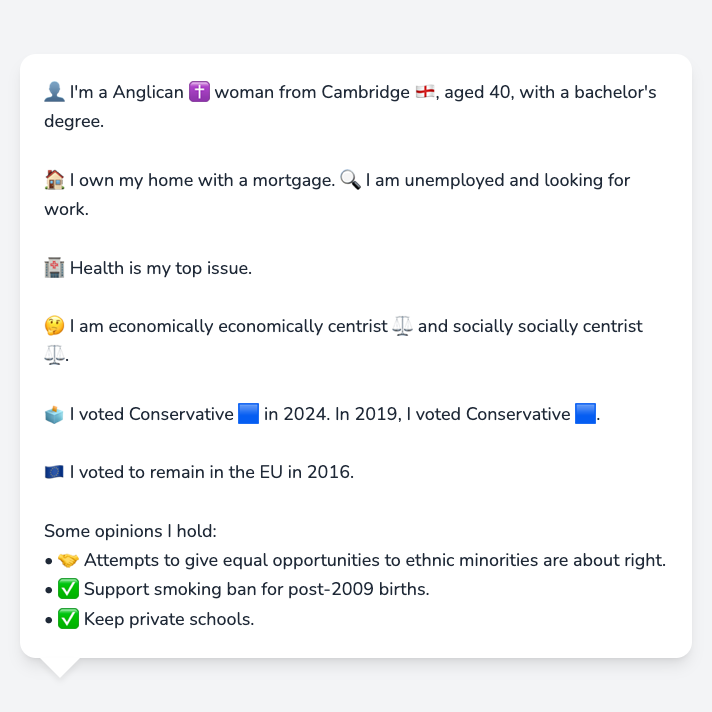 👤 I'm a Anglican ✝️ woman from Cambridge 🏴󠁧󠁢󠁥󠁮󠁧󠁿, aged 40, with a bachelor's
degree.
🏠 I own my home with a mortgage. 🔍 I am unemployed and looking for
work.
🏥 Health is my top issue.
🤔 I am economically economically centrist ⚖️ and socially socially centrist
⚖️.
🗳️ I voted Conservative 🟦 in 2024. In 2019, I voted Conservative 🟦.
🇪🇺 I voted to remain in the EU in 2016.
Some opinions I hold:
• 🤝 Attempts to give equal opportunities to ethnic minorities are about right.
• ✅ Support smoking ban for post-2009 births.
• ✅ Keep private schools.